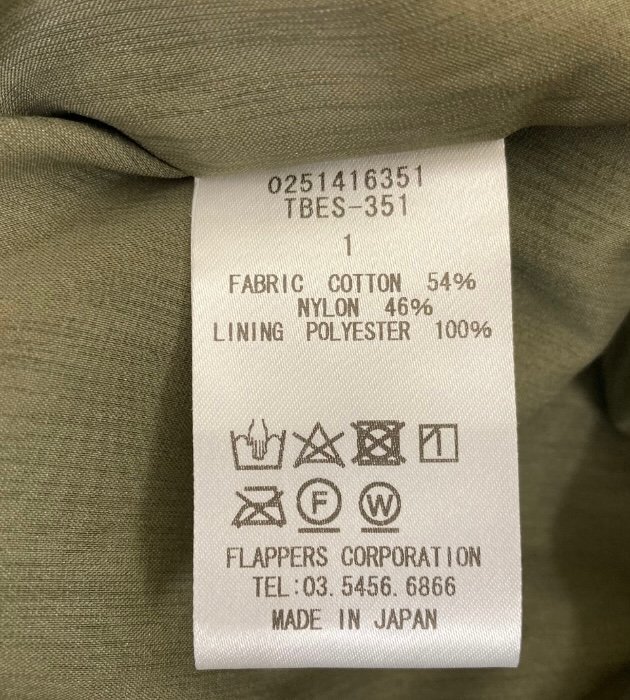 0251416351
TBES-351
1
FABRIC COTTON 54%
NYLON 46%
LINING POLYESTER 100%
F W
FLAPPERS CORPORATION
TEL:03.5456.6866
MADE IN JAPAN